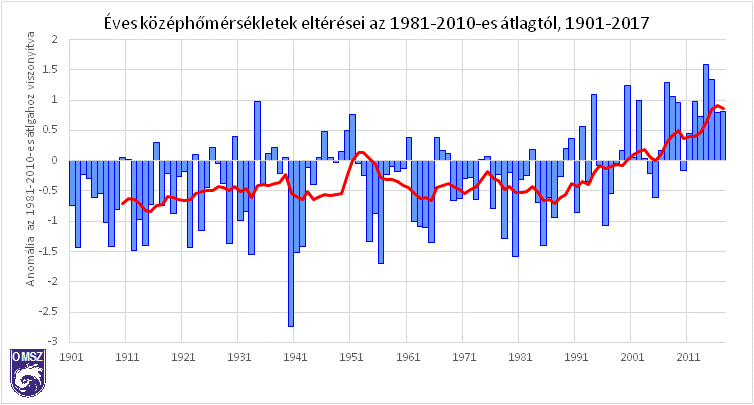 Éves középhőmérsékletek eltérései az 1981-2010-es átlagtól, 1901-2017
Anomália az 1981-2010-es átlagához viszonyítva
2
1.5
1
0.5
0
-0.5
-1
-1.5
-2
-2.5
-3
1901 1911 1921 1931 1941 1951 1961 1971 1981 1991 2001 2011
OMSZ